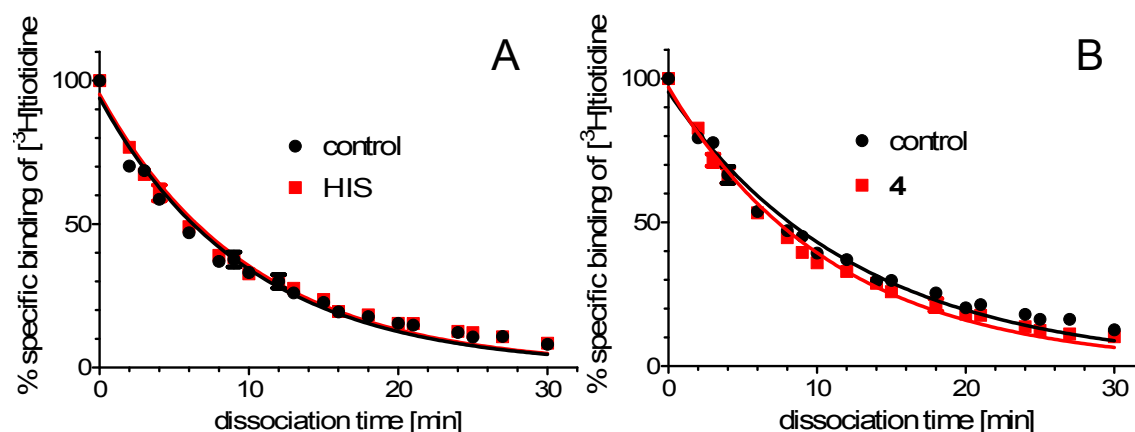 A
% specific binding of [³H]tiotidine
100
50
0
control
HIS
0
10
20
30
dissociation time [min]
B
% specific binding of [³H]tiotidine
100
50
0
control
4
0
10
20
30
dissociation time [min]